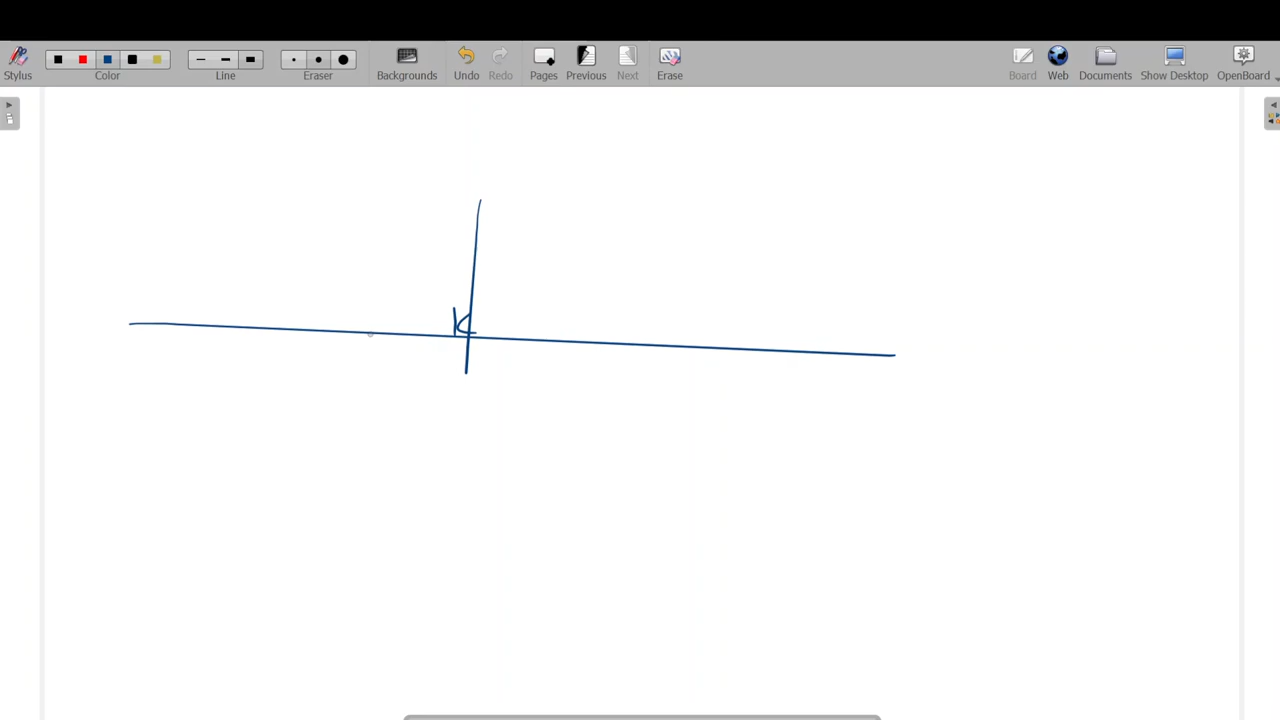 Stylus
Color
Line
Eraser
Backgrounds
Undo
Redo
Pages
Previous
Next
Erase
Board
Web
Documents
Show Desktop
OpenBoard